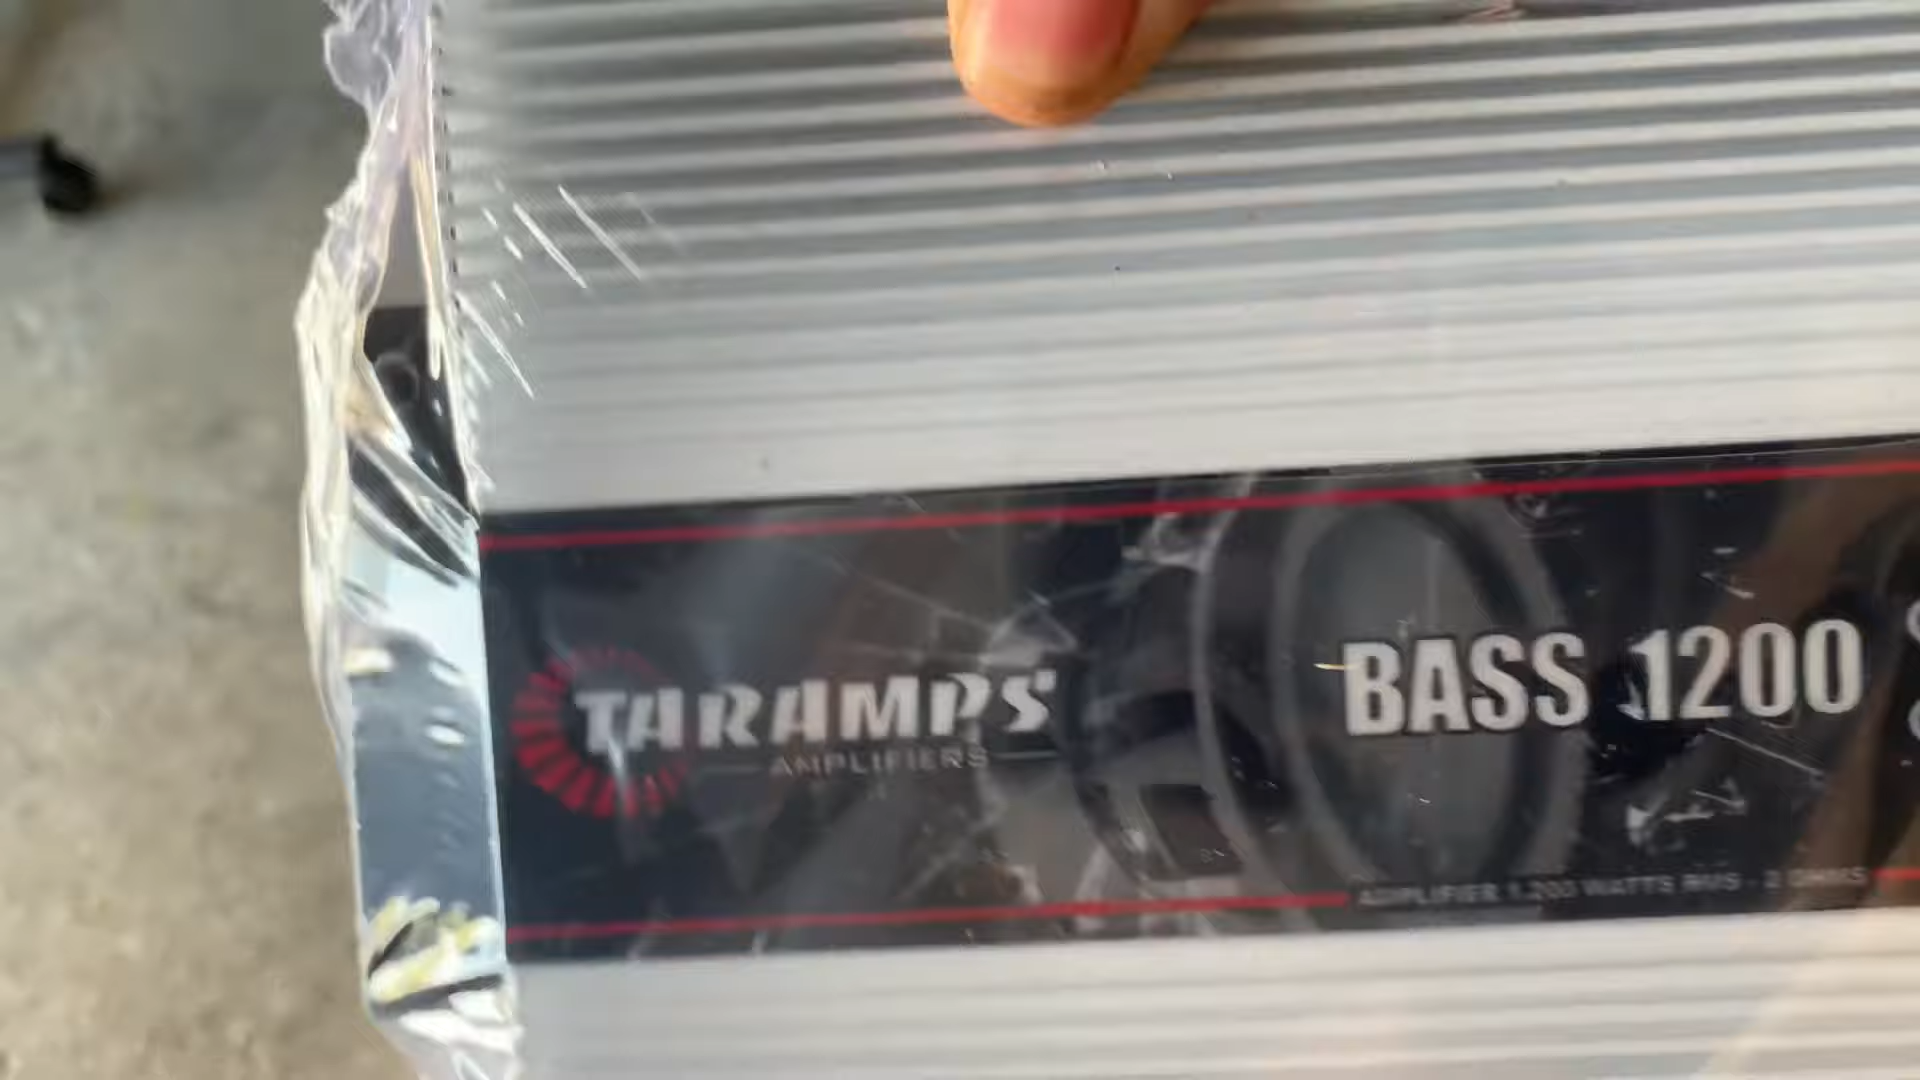 TARAMPS
AMPLIFIERS
BASS 1200
AMPLIFIER 1.200 WATTS RMS - 2 OHMS